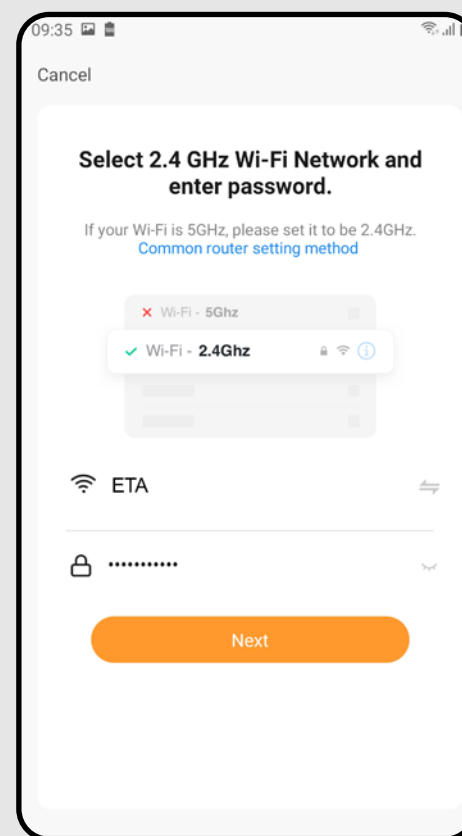 09:35
Cancel
Select 2.4 GHz Wi-Fi Network and
enter password.
If your Wi-Fi is 5GHz, please set it to be 2.4GHz.
Common router setting method
Wi-Fi - 5Ghz
Wi-Fi - 2.4Ghz
ETA
•••••••••••
Next